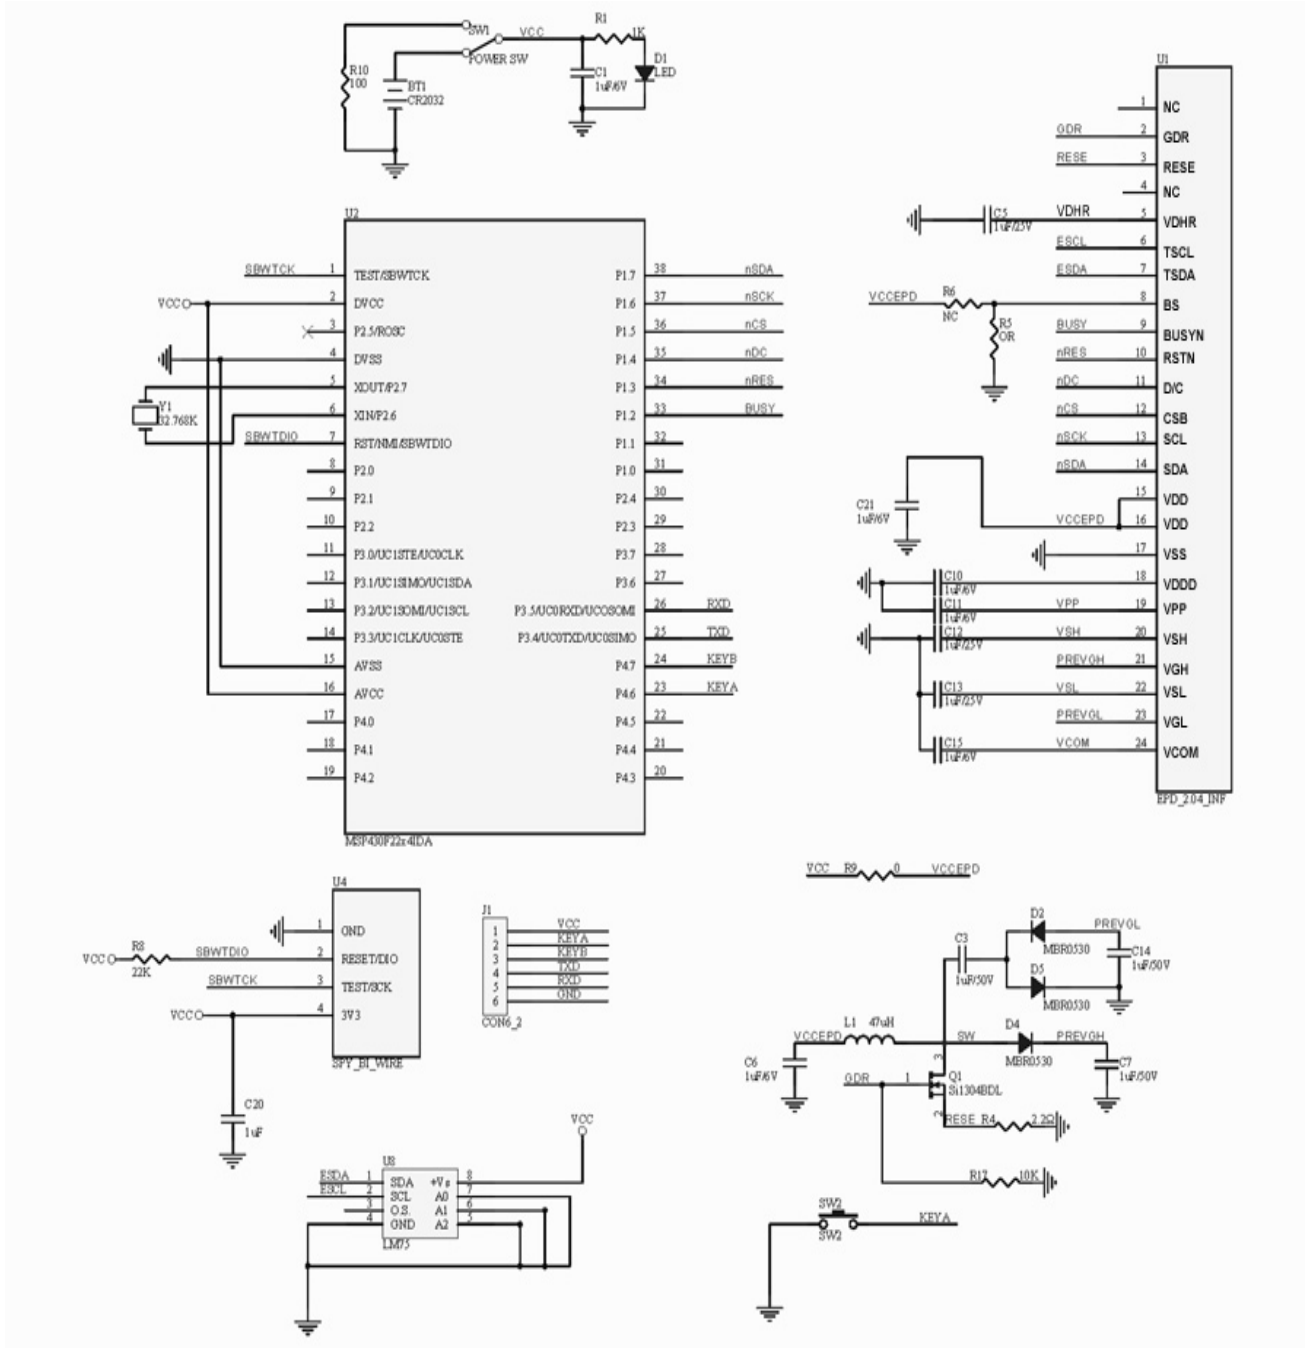 SW1
POWER SW
VCC
R1
1K
R10
100
BT1
CR2032
C1
1uF/6V
D1
LED
U1
1 NC
GDR 2 GDR
RESE 3 RESE
4 NC
C5
1uF/25V
VDHR 5 VDHR
ESCL 6 TSCL
ESDA 7 TSDA
VCCEPD R6
NC
8 BS
R5
OR
BUSY 9 BUSYN
nRES 10 RSTN
nDC 11 D/C
nCS 12 CSB
nSCK 13 SCL
nSDA 14 SDA
15 VDD
C21
1uF/6V
VCCEPD 16 VDD
17 VSS
C10
1uF/6V
18 VDDD
C11
1uF/6V
VPP 19 VPP
C12
1uF/25V
VSH 20 VSH
PREVGH 21 VGH
C13
1uF/25V
VSL 22 VSL
PREVGL 23 VGL
C15
1uF/6V
VCOM 24 VCOM
EPD_2.04_INF
U2
SBWTCK 1 TEST/SBWTCK P1.7 38 nSDA
VCC 2 DVCC P1.6 37 nSCK
3 P2.5/ROSC P1.5 36 nCS
4 DVSS P1.4 35 nDC
5 XOUT/P2.7 P1.3 34 nRES
Y1
32.768K
6 XIN/P2.6 P1.2 33 BUSY
SBWTDIO 7 RST/NMI/SBWTDIO P1.1 32
8 P2.0 P1.0 31
9 P2.1 P2.4 30
10 P2.2 P2.3 29
11 P3.0/UC1STE/UC0CLK P3.7 28
12 P3.1/UC1SIMO/UC1SDA P3.6 27
13 P3.2/UC1SOMI/UC1SCL P3.5/UC0RXD/UCOSOMI 26 RXD
14 P3.3/UC1CLK/UC0STE P3.4/UC0TXD/UC0SIMO 25 TXD
15 AVSS P4.7 24 KEYB
16 AVCC P4.6 23 KEYA
17 P4.0 P4.5 22
18 P4.1 P4.4 21
19 P4.2 P4.3 20
MSP430F22x4IDA
U4
1 GND
VCC R8
22K
SBWTDIO 2 RESET/DIO
SBWTCK 3 TEST/SCK
VCC 4 3V3
SPY_BI_WIRE
C20
1uF
J1
1 VCC
2 KEYA
3 KEYB
4 TXD
5 RXD
6 GND
CON6_2
VCC R9 0 VCCEPD
D2
MBR0530
PREVGL
C3
1uF/50V
C14
1uF/50V
D5
MBR0530
L1 47uH
VCCEPD
SW
D4
MBR0530
PREVGH
C6
1uF/6V
C7
1uF/50V
3
GDR 1
Q1
Si1304BDL
2
RESE R4 2.2Ω
R17 10K
VCC
U8
ESDA 1 SDA +Vs 8
ESCL 2 SCL A0 7
3 O.S. A1 6
4 GND A2 5
LM75
SW2
SW2
KEYA